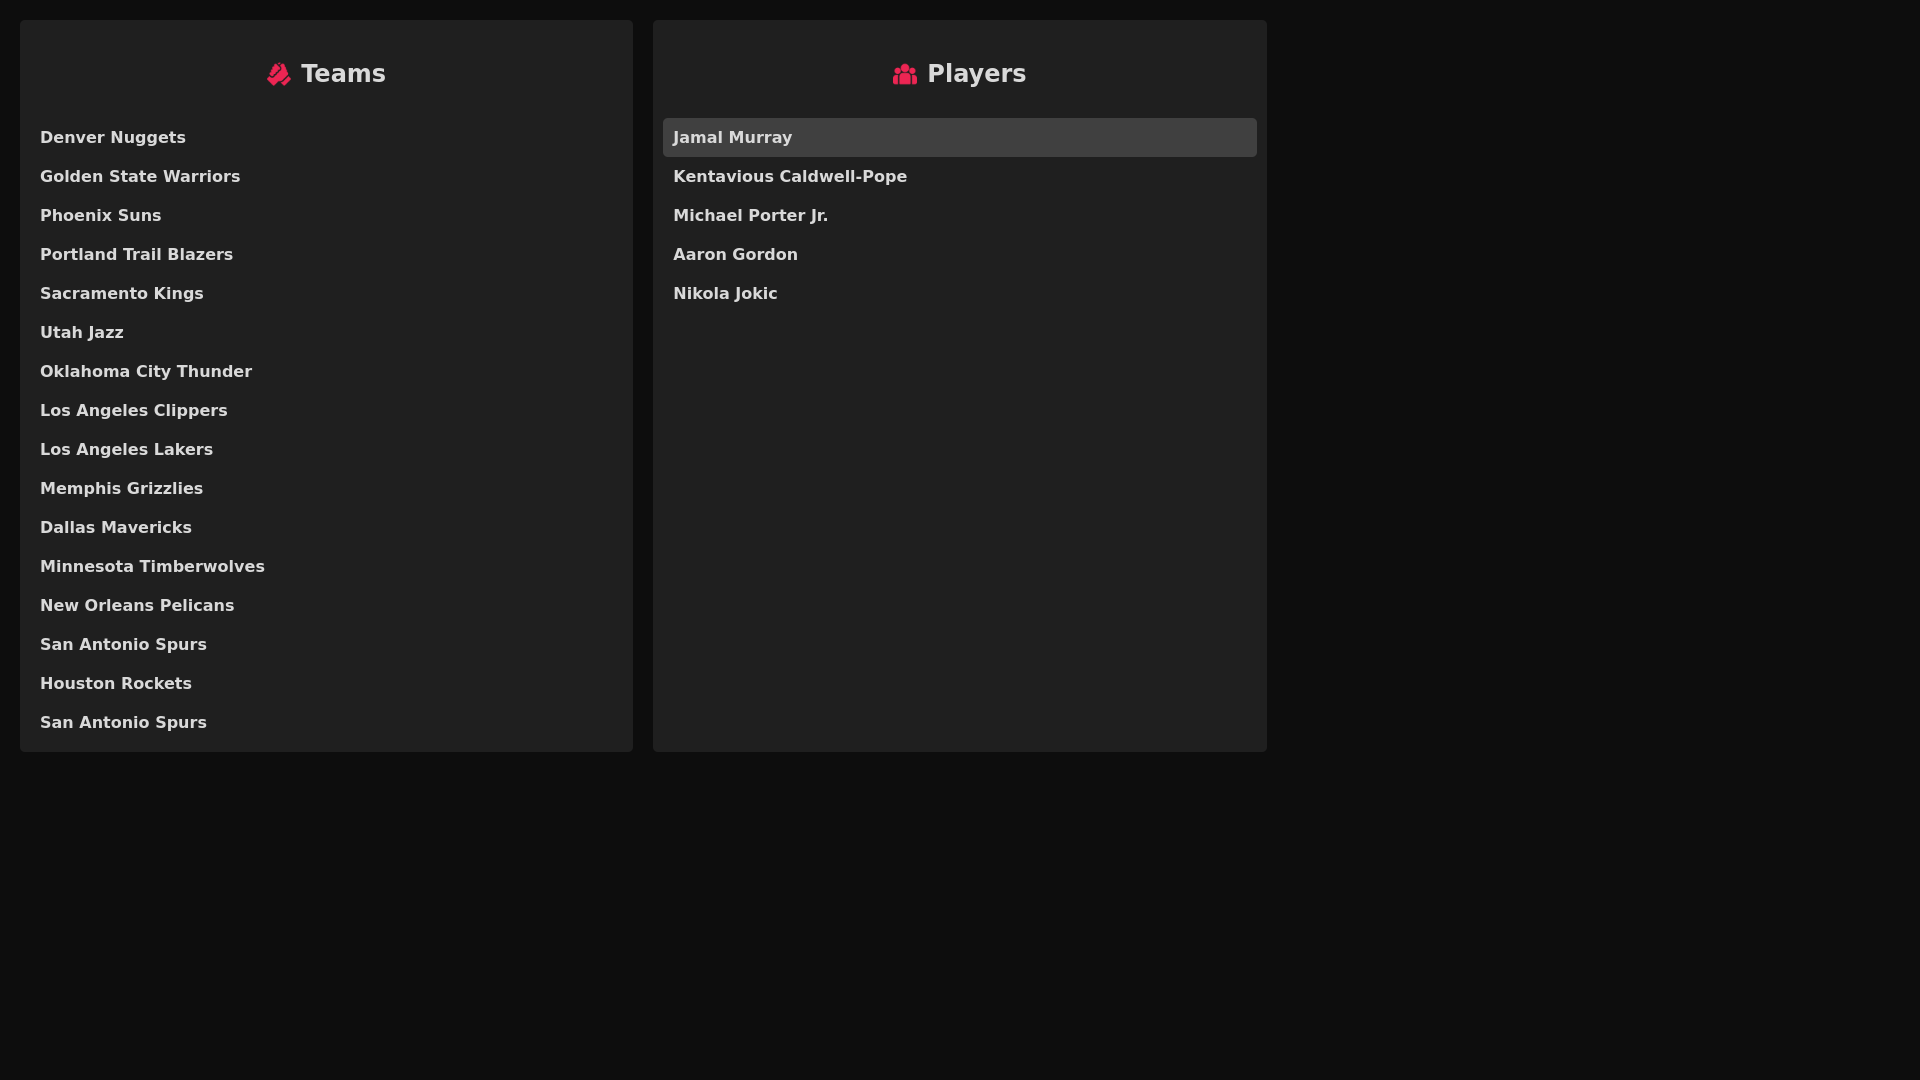 Teams
Denver Nuggets
Golden State Warriors
Phoenix Suns
Portland Trail Blazers
Sacramento Kings
Utah Jazz
Oklahoma City Thunder
Los Angeles Clippers
Los Angeles Lakers
Memphis Grizzlies
Dallas Mavericks
Minnesota Timberwolves
New Orleans Pelicans
San Antonio Spurs
Houston Rockets
San Antonio Spurs
Players
Jamal Murray
Kentavious Caldwell-Pope
Michael Porter Jr.
Aaron Gordon
Nikola Jokic